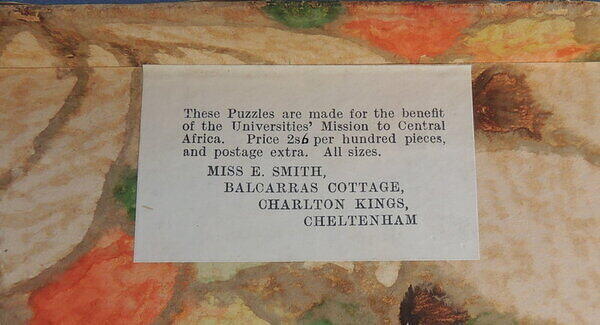 These Puzzles are made for the benefit
of the Universities' Mission to Central
Africa. Price 2s6 per hundred pieces,
and postage extra. All sizes.
MISS E. SMITH,
BALCARRAS COTTAGE,
CHARLTON KINGS,
CHELTENHAM